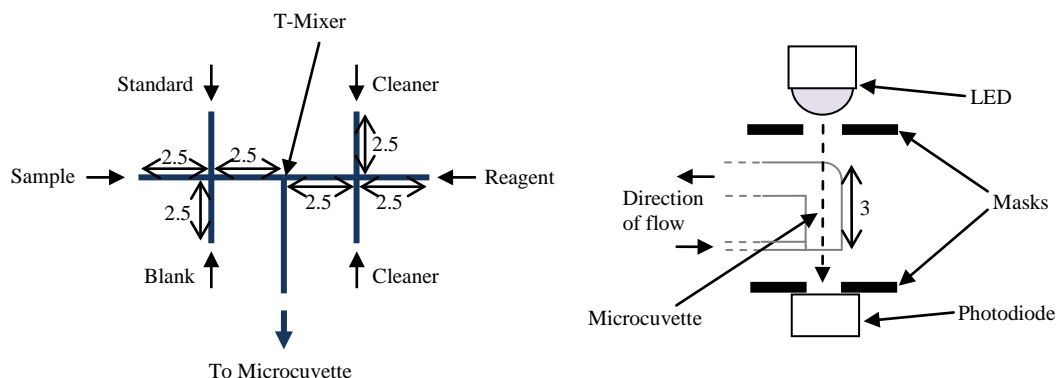 T-Mixer
Standard
Cleaner
2.5
2.5
2.5
Sample
Reagent
2.5
2.5
2.5
Blank
Cleaner
To Microcuvette
LED
Direction
of flow
3
Masks
Microcuvette
Photodiode